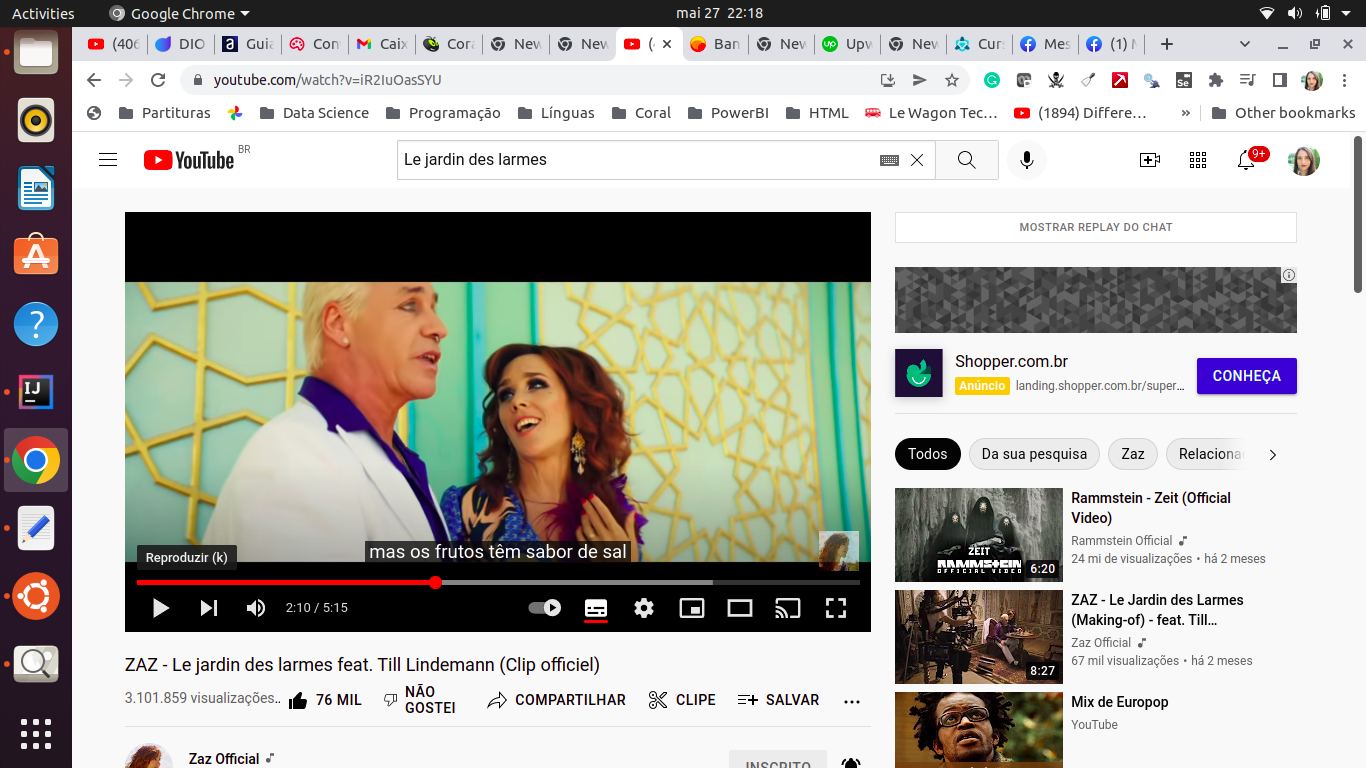 Activities
Google Chrome
mai 27 22:18
(406
DIO
Guia
Con
Caix
Cora
New
New
(4
Ban
New
Upw
New
Curs
Mes
(1) M
youtube.com/watch?v=iR2IuOasSYU
Partituras
Data Science
Programação
Línguas
Coral
PowerBI
HTML
Le Wagon Tec…
(1894) Differe…
»
Other bookmarks
YouTube BR
Le jardin des larmes
9+
MOSTRAR REPLAY DO CHAT
Shopper.com.br
Anúncio landing.shopper.com.br/super...
CONHEÇA
Todos
Da sua pesquisa
Zaz
Relaciona
mas os frutos têm sabor de sal
Reproduzir (k)
2:10 / 5:15
ZAZ - Le jardin des larmes feat. Till Lindemann (Clip officiel)
3.101.859 visualizações..
76 MIL
NÃO
GOSTEI
COMPARTILHAR
CLIPE
SALVAR
Zaz Official
INSCRITO
ZEIT
RAMMSTEIN
OFFICIAL VIDEO
6:20
Rammstein - Zeit (Official
Video)
Rammstein Official
24 mi de visualizações • há 2 meses
8:27
ZAZ - Le Jardin des Larmes
(Making-of) - feat. Till...
Zaz Official
67 mil visualizações • há 2 meses
Mix de Europop
YouTube
IJ
Se